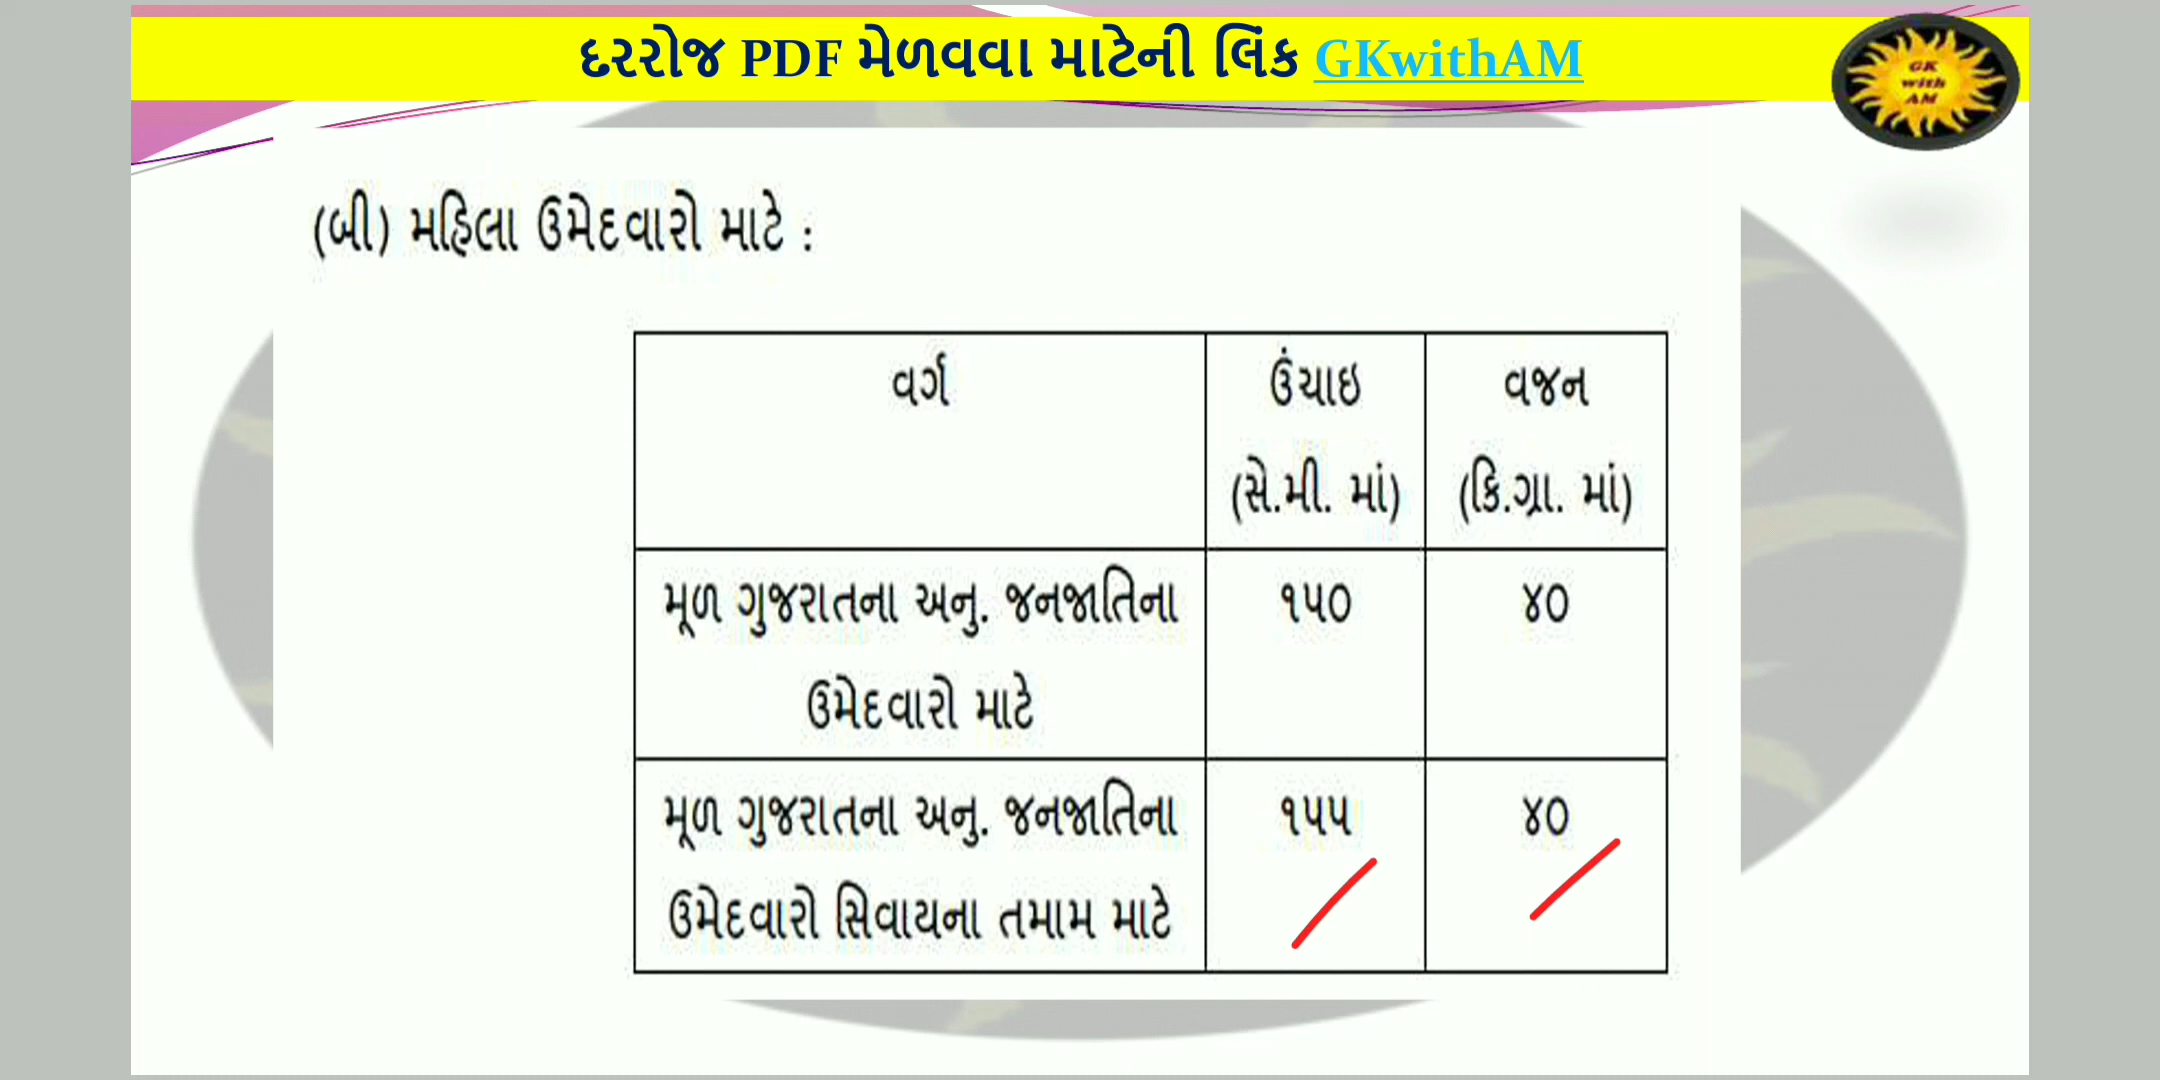 દરરોજ PDF મેળવવા માટેની લિંક GKwithAM
GK
with
AM
(બી) મહિલા ઉમેદવારો માટે :
વર્ગ
ઉંચાઇ
(સે.મી. માં)
વજન
(કિ.ગ્રા. માં)
મૂળ ગુજરાતના અનુ. જનજાતિના
ઉમેદવારો માટે
૧૫૦
૪૦
મૂળ ગુજરાતના અનુ. જનજાતિના
ઉમેદવારો સિવાયના તમામ માટે
૧૫૫
૪૦